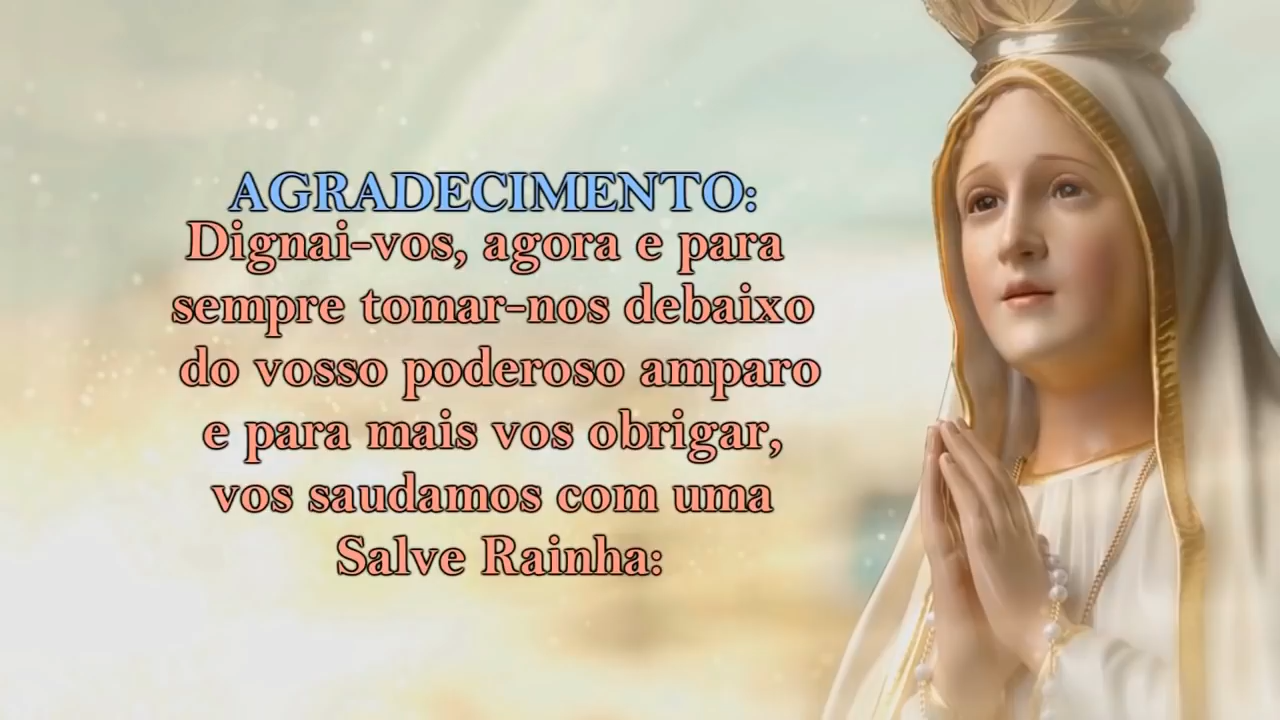 AGRADECIMENTO:
Dignai-vos, agora e para
sempre tomar-nos debaixo
do vosso poderoso amparo
e para mais vos obrigar,
vos saudamos com uma
Salve Rainha: